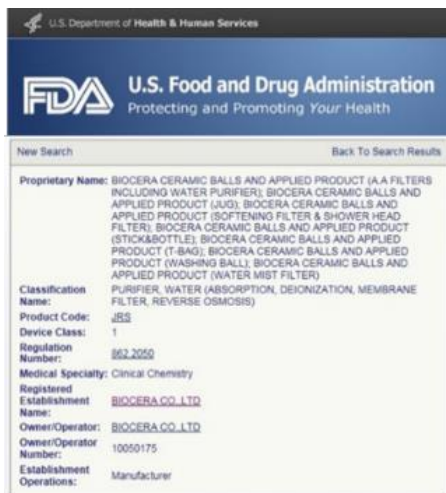 U.S. Department of Health & Human Services
FDA
U.S. Food and Drug Administration
Protecting and Promoting Your Health
New Search
Back To Search Results
Proprietary Name: BIOCERA CERAMIC BALLS AND APPLIED PRODUCT (A.A FILTERS
INCLUDING WATER PURIFIER); BIOCERA CERAMIC BALLS AND
APPLIED PRODUCT (JUG); BIOCERA CERAMIC BALLS AND
APPLIED PRODUCT (SOFTENING FILTER & SHOWER HEAD
FILTER); BIOCERA CERAMIC BALLS AND APPLIED PRODUCT
(STICK&BOTTLE); BIOCERA CERAMIC BALLS AND APPLIED
PRODUCT (T-BAG); BIOCERA CERAMIC BALLS AND APPLIED
PRODUCT (WASHING BALL); BIOCERA CERAMIC BALLS AND
APPLIED PRODUCT (WATER MIST FILTER)
Classification Name: PURIFIER, WATER (ABSORPTION, DEIONIZATION, MEMBRANE
FILTER, REVERSE OSMOSIS)
Product Code: JRS
Device Class: 1
Regulation Number: 862.2050
Medical Specialty: Clinical Chemistry
Registered Establishment Name: BIOCERA CO.,LTD
Owner/Operator: BIOCERA CO.,LTD
Owner/Operator Number: 10050175
Establishment Operations: Manufacturer